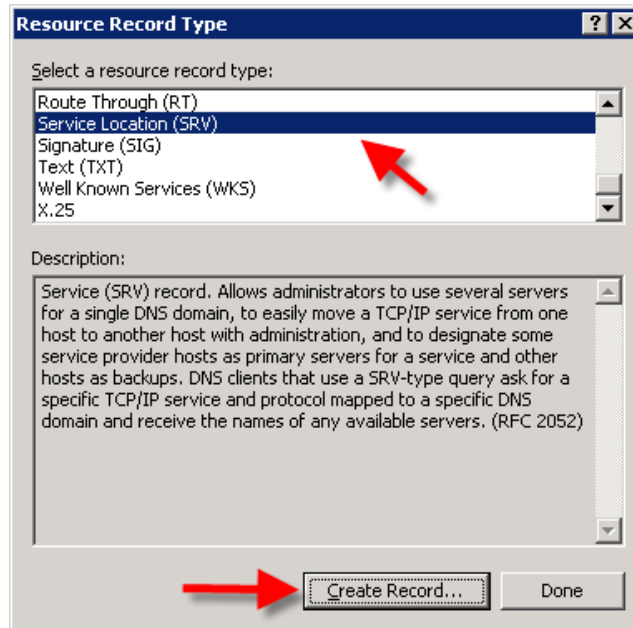 Resource Record Type
Select a resource record type:
Route Through (RT)
Service Location (SRV)
Signature (SIG)
Text (TXT)
Well Known Services (WKS)
X.25
Description:
Service (SRV) record. Allows administrators to use several servers
for a single DNS domain, to easily move a TCP/IP service from one
host to another host with administration, and to designate some
service provider hosts as primary servers for a service and other
hosts as backups. DNS clients that use a SRV-type query ask for a
specific TCP/IP service and protocol mapped to a specific DNS
domain and receive the names of any available servers. (RFC 2052)
Create Record... Done